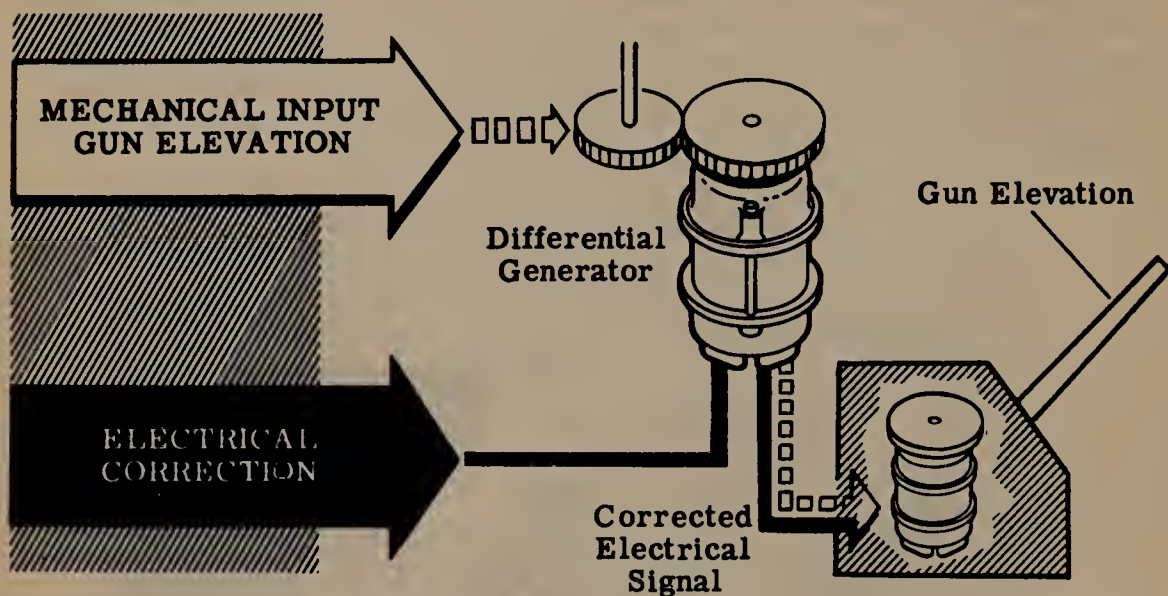 MECHANICAL INPUT
GUN ELEVATION
Differential
Generator
Gun Elevation
ELECTRICAL
CORRECTION
Corrected
Electrical
Signal